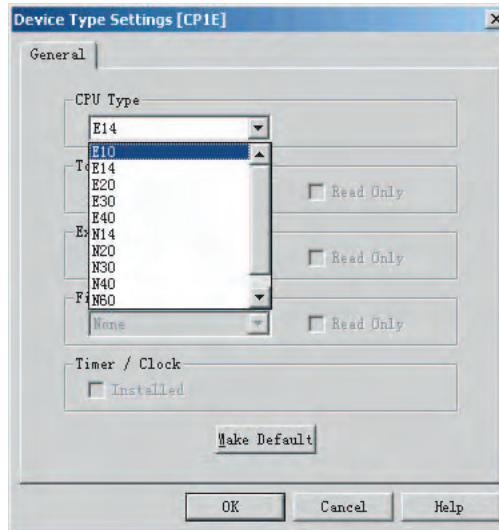 Device Type Settings [CP1E]
General
CPU Type
E14
E10
E14
E20
E30
E40
N14
N20
N30
N40
N60
Read Only
Read Only
None
Read Only
Timer / Clock
Installed
Make Default
OK
Cancel
Help